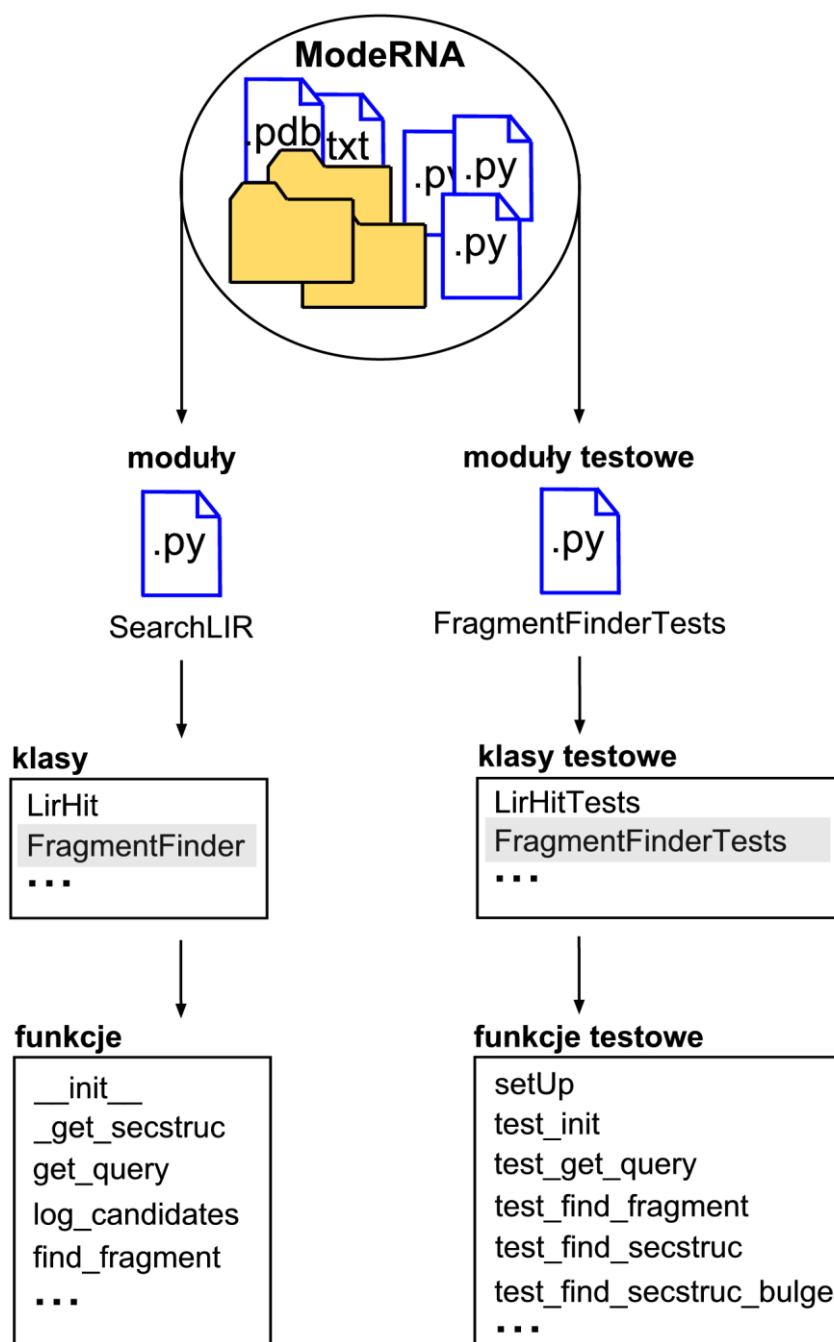 ModeRNA
.pdb
txt
.py
.py
.py
moduły
.py
SearchLIR
klasy
LirHit
FragmentFinder
...
funkcje
__init__
_get_secstruc
get_query
log_candidates
find_fragment
...
moduły testowe
.py
FragmentFinderTests
klasy testowe
LirHitTests
FragmentFinderTests
...
funkcje testowe
setUp
test_init
test_get_query
test_find_fragment
test_find_secstruc
test_find_secstruc_bulge
...